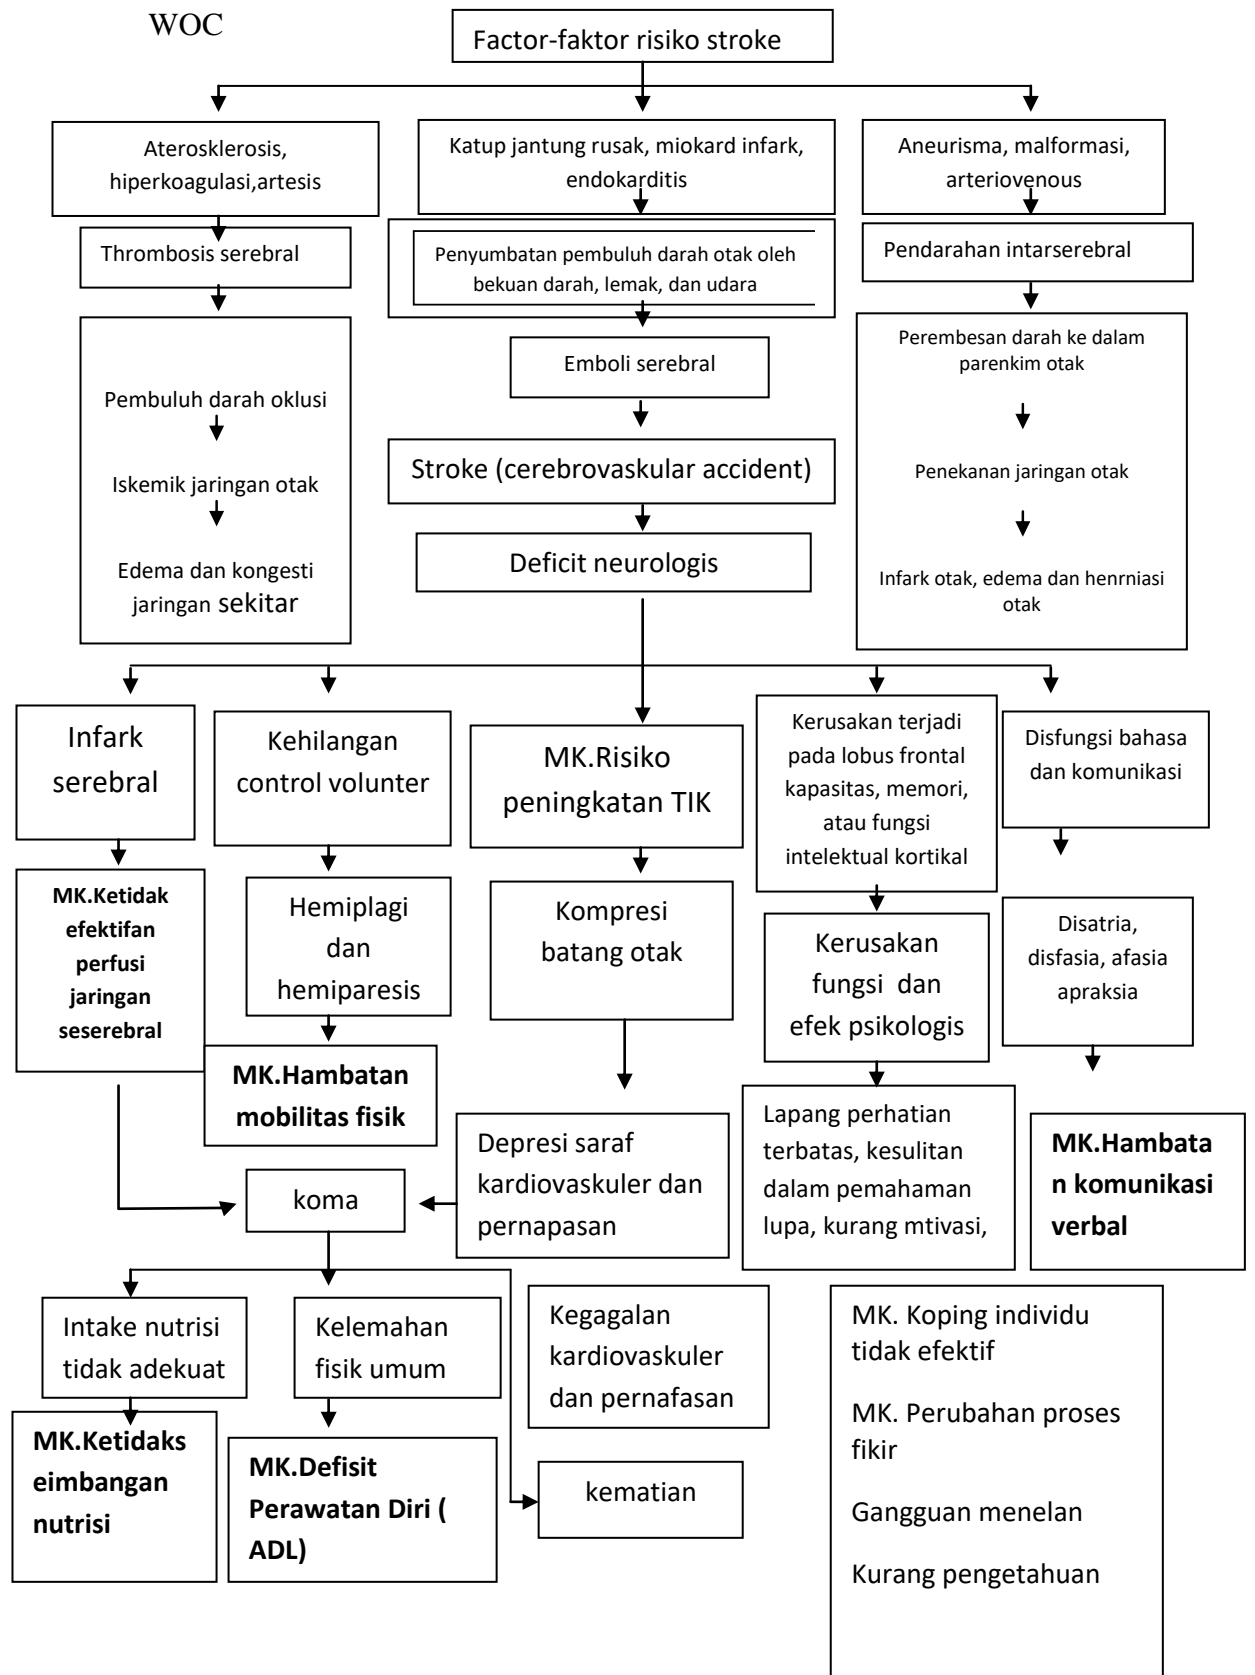 WOC
Factor-faktor risiko stroke
Aterosklerosis,
hiperkoagulasi,artesis
Katup jantung rusak, miokard infark,
endokarditis
Aneurisma, malformasi,
arteriovenous
Thrombosis serebral
Penyumbatan pembuluh darah otak oleh
bekuan darah, lemak, dan udara
Pendarahan intarserebral
Pembuluh darah oklusi
Iskemik jaringan otak
Edema dan kongesti
jaringan sekitar
Emboli serebral
Stroke (cerebrovaskular accident)
Deficit neurologis
Perembesan darah ke dalam
parenkim otak
Penekanan jaringan otak
Infark otak, edema dan henrniasi
otak
Infark
serebral
Kehilangan
control volunter
MK.Risiko
peningkatan TIK
Kerusakan terjadi
pada lobus frontal
kapasitas, memori,
atau fungsi
intelektual kortikal
Disfungsi bahasa
dan komunikasi
MK.Ketidak
efektifan
perfusi
jaringan
seserebral
Hemiplagi
dan
hemiparesis
Kompresi
batang otak
Kerusakan
fungsi dan
efek psikologis
Disatria,
disfasia, afasia
apraksia
MK.Hambatan
mobilitas fisik
Depresi saraf
kardiovaskuler dan
pernapasan
Lapang perhatian
terbatas, kesulitan
dalam pemahaman
lupa, kurang mtivasi,
MK.Hambata
n komunikasi
verbal
koma
Intake nutrisi
tidak adekuat
Kelemahan
fisik umum
Kegagalan
kardiovaskuler
dan pernafasan
MK. Koping individu
tidak efektif
MK. Perubahan proses
fikir
Gangguan menelan
Kurang pengetahuan
MK.Ketidaks
eimbangan
nutrisi
MK.Defisit
Perawatan Diri (
ADL)
kematian